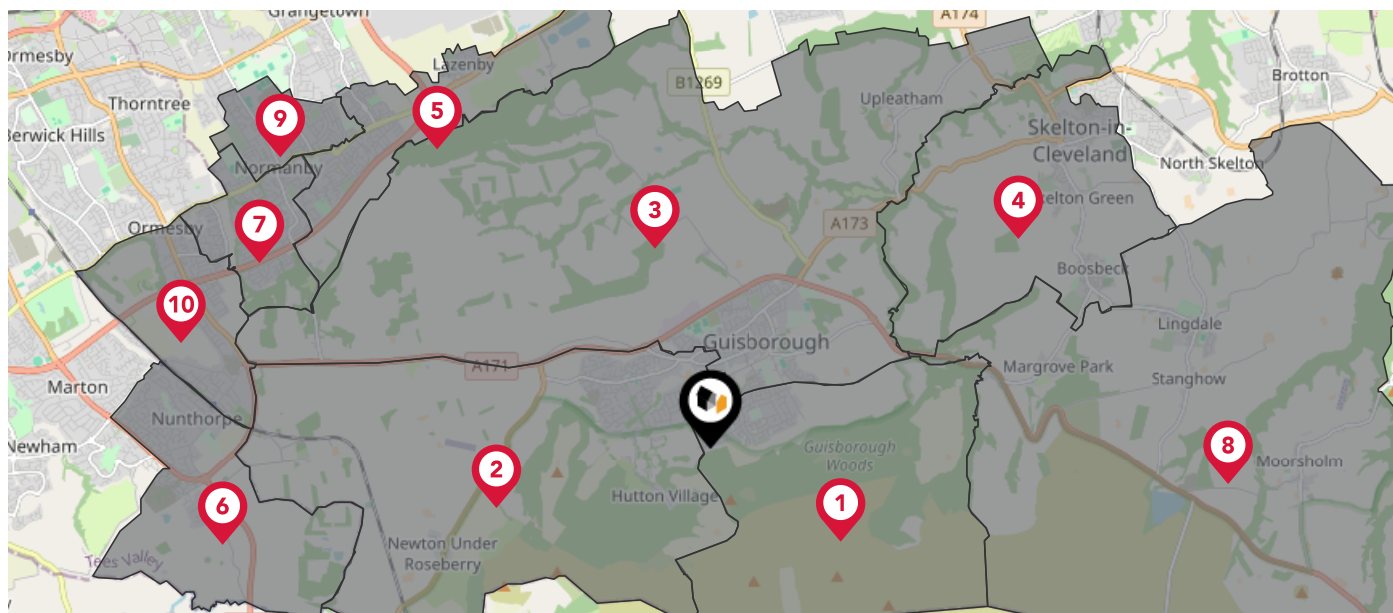 Grangetown
A174
Ormesby
Lazenby
B1269
Brotton
Thorntree
Upleatham
5
9
Berwick Hills
Skelton-in-
Cleveland
North Skelton
Normanby
3
4
kelton Green
7
Ormesby
A173
Boosbeck
10
Lingdale
Guisborough
A171
Margrove Park
Marton
Stanghow
Nunthorpe
Newham
Guisborough
Woods
8
Moorsholm
2
Hutton Village
1
6
Newton Under
Roseberry
Tees Valley